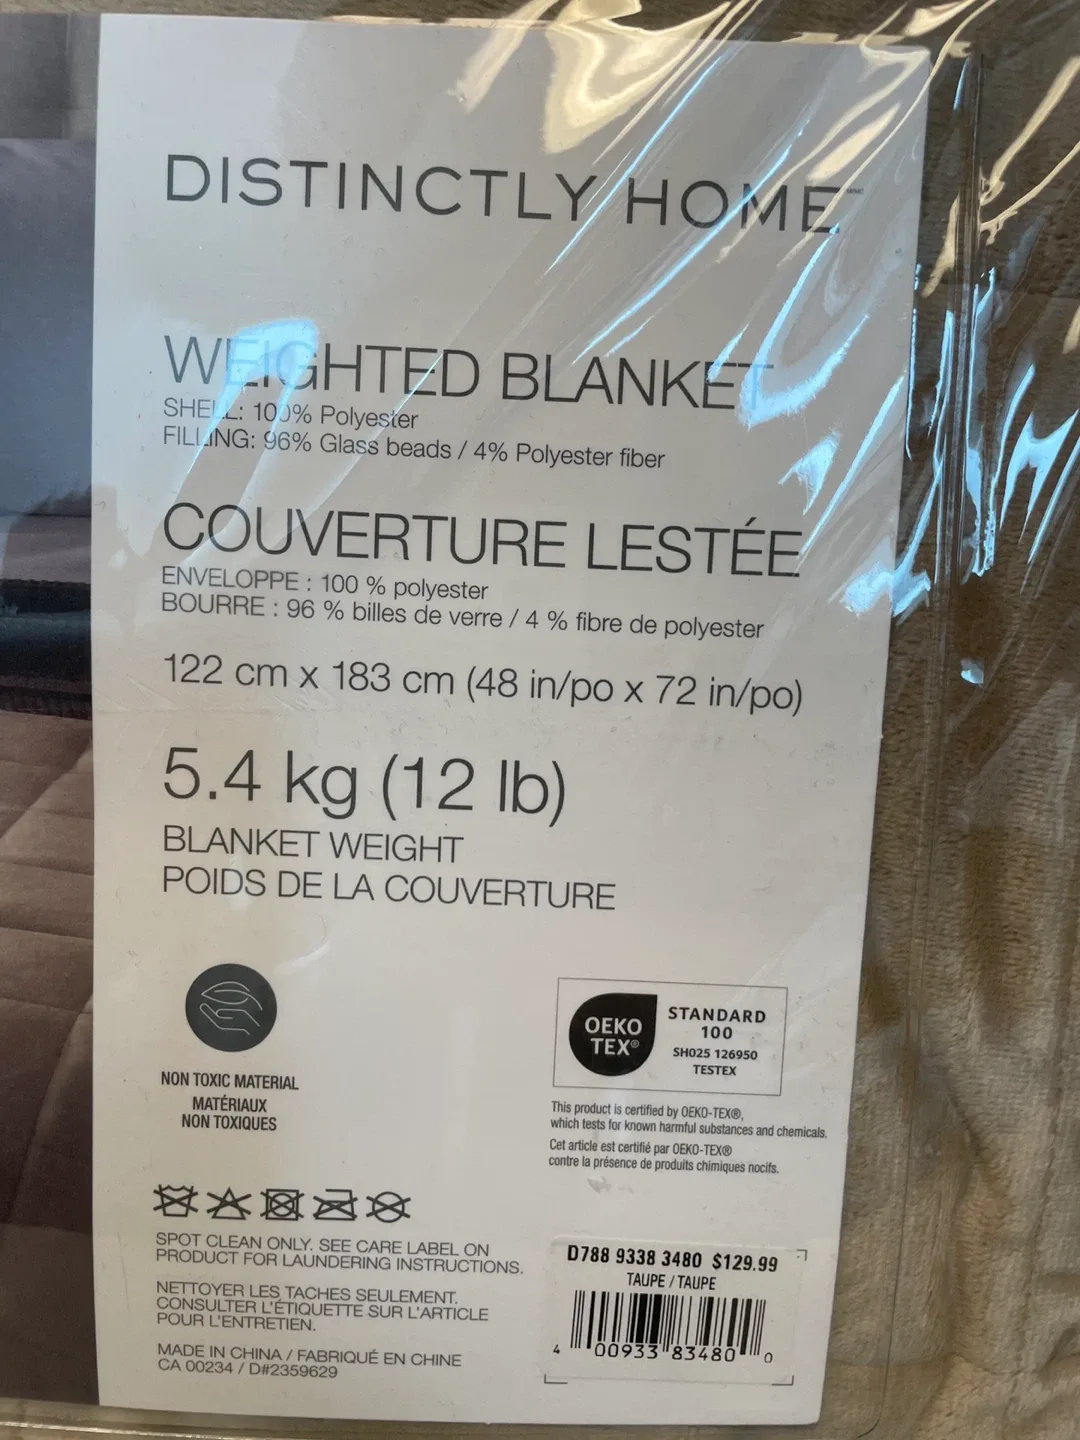 DISTINCTLY HOME
WEIGHTED BLANKET
SHELL: 100% Polyester
FILLING: 96% Glass beads / 4% Polyester fiber
COUVERTURE LESTÉE
ENVELOPPE : 100 % polyester
BOURRE : 96 % billes de verre / 4 % fibre de polyester
122 cm x 183 cm (48 in/po x 72 in/po)
5.4 kg (12 lb)
BLANKET WEIGHT
POIDS DE LA COUVERTURE
NON TOXIC MATERIAL
MATÉRIAUX
NON TOXIQUES
OEKO
TEX®
STANDARD
100
SH025 126950
TESTEX
This product is certified by OEKO-TEX®,
which tests for known harmful substances and chemicals.
Cet article est certifié par OEKO-TEX®
contre la présence de produits chimiques nocifs.
SPOT CLEAN ONLY. SEE CARE LABEL ON
PRODUCT FOR LAUNDERING INSTRUCTIONS.
NETTOYER LES TACHES SEULEMENT.
CONSULTER L'ÉTIQUETTE SUR L'ARTICLE
POUR L'ENTRETIEN.
MADE IN CHINA / FABRIQUÉ EN CHINE
CA 00234 / D#2359629
D788 9338 3480 $129.99
TAUPE / TAUPE
4 00933 83480 0